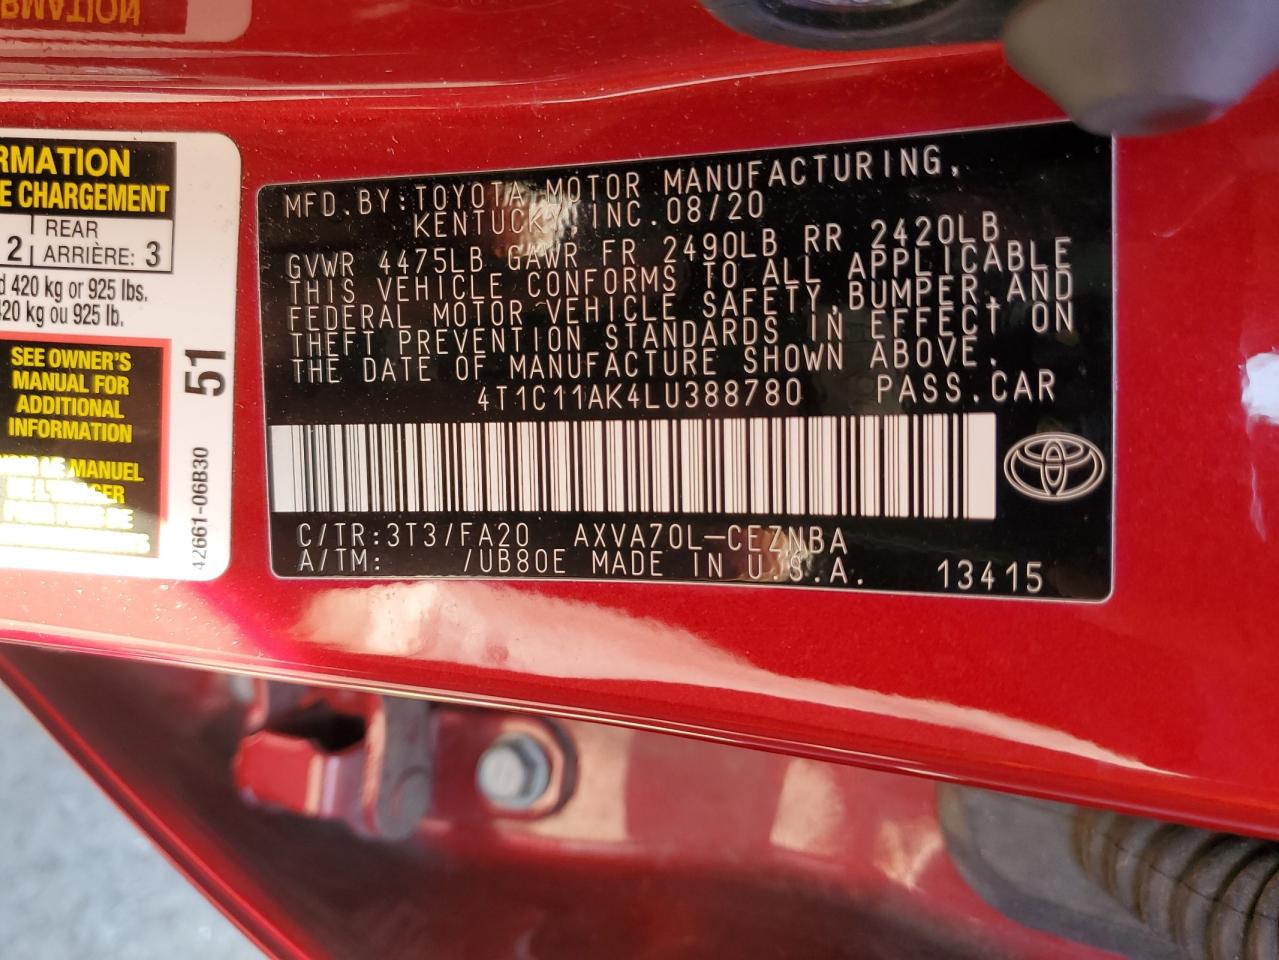 RMATION
E CHARGEMENT
REAR
2 ARRIÈRE: 3
420 kg or 925 lbs.
420 kg ou 925 lb.
SEE OWNER'S
MANUAL FOR
ADDITIONAL
INFORMATION
MANUEL
51
42661-06B30
MFD.BY:TOYOTA MOTOR MANUFACTURING,
KENTUCKY, INC. 08/20
GVWR 4475LB GAWR FR 2490LB RR 2420LB
THIS VEHICLE CONFORMS TO ALL APPLICABLE
FEDERAL MOTOR VEHICLE SAFETY,BUMPER,AND
THEFT PREVENTION STANDARDS IN EFFECT ON
THE DATE OF MANUFACTURE SHOWN ABOVE.
4T1C11AK4LU388780 PASS.CAR
C/TR:3T3/FA20 AXVA70L-CEZNBA
A/TM: /UB80E MADE IN U.S.A. 13415